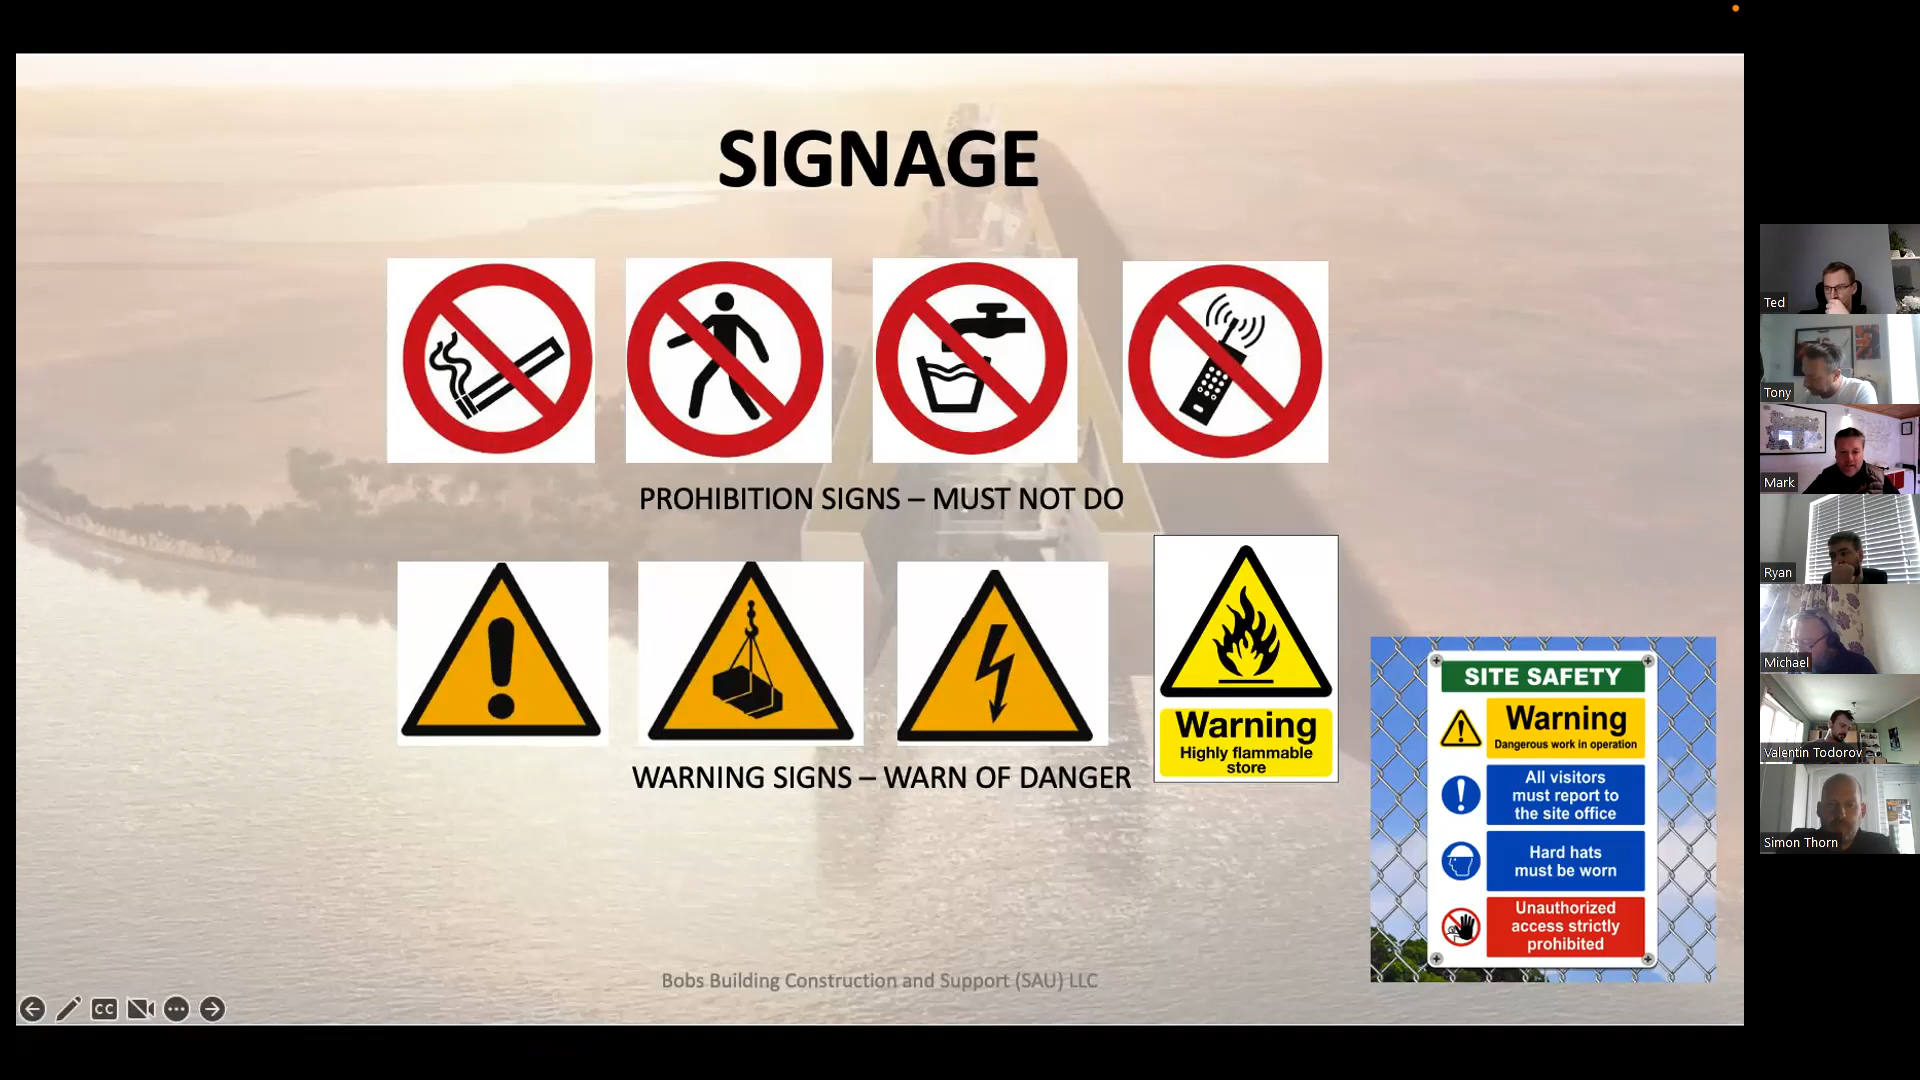 SIGNAGE
PROHIBITION SIGNS – MUST NOT DO
Warning
Highly flammable
store
WARNING SIGNS – WARN OF DANGER
SITE SAFETY
Warning
Dangerous work in operation
All visitors
must report to
the site office
Hard hats
must be worn
Unauthorized
access strictly
prohibited
Bobs Building Construction and Support (SAU) LLC
CC
Ted
Tony
Mark
Ryan
Michael
Valentin Todorov
Simon Thorn